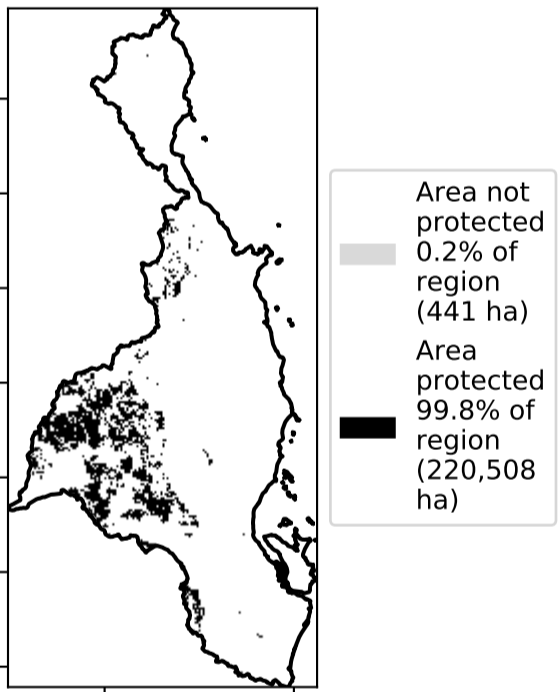 Area not
protected
0.2% of
region
(441 ha)
Area
protected
99.8% of
region
(220,508
ha)